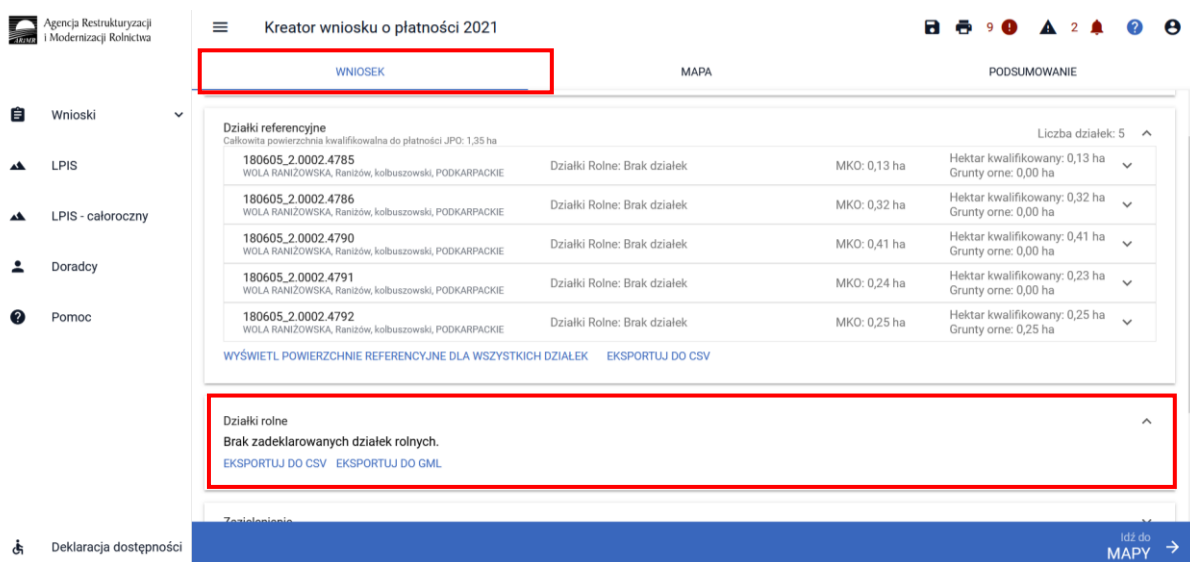 Agencja Restrukturyzacji
i Modernizacji Rolnictwa
ARiMR
Kreator wniosku o płatności 2021
9
2
WNIOSEK
MAPA
PODSUMOWANIE
Wnioski
LPIS
LPIS - całoroczny
Doradcy
Pomoc
Działki referencyjne
Całkowita powierzchnia kwalifikowalna do płatności JPO: 1,35 ha
Liczba działek: 5
180605_2.0002.4785
WOLA RANIŻOWSKA, Raniżów, kolbuszowski, PODKARPACKIE
Działki Rolne: Brak działek
MKO: 0,13 ha
Hektar kwalifikowany: 0,13 ha
Grunty orne: 0,00 ha
180605_2.0002.4786
WOLA RANIŻOWSKA, Raniżów, kolbuszowski, PODKARPACKIE
Działki Rolne: Brak działek
MKO: 0,32 ha
Hektar kwalifikowany: 0,32 ha
Grunty orne: 0,00 ha
180605_2.0002.4790
WOLA RANIŻOWSKA, Raniżów, kolbuszowski, PODKARPACKIE
Działki Rolne: Brak działek
MKO: 0,41 ha
Hektar kwalifikowany: 0,41 ha
Grunty orne: 0,00 ha
180605_2.0002.4791
WOLA RANIŻOWSKA, Raniżów, kolbuszowski, PODKARPACKIE
Działki Rolne: Brak działek
MKO: 0,24 ha
Hektar kwalifikowany: 0,23 ha
Grunty orne: 0,00 ha
180605_2.0002.4792
WOLA RANIŻOWSKA, Raniżów, kolbuszowski, PODKARPACKIE
Działki Rolne: Brak działek
MKO: 0,25 ha
Hektar kwalifikowany: 0,25 ha
Grunty orne: 0,25 ha
WYŚWIETL POWIERZCHNIE REFERENCYJNE DLA WSZYSTKICH DZIAŁEK EKSPORTUJ DO CSV
Działki rolne
Brak zadeklarowanych działek rolnych.
EKSPORTUJ DO CSV EKSPORTUJ DO GML
Zazielenienie
Deklaracja dostępności
Idź do
MAPY